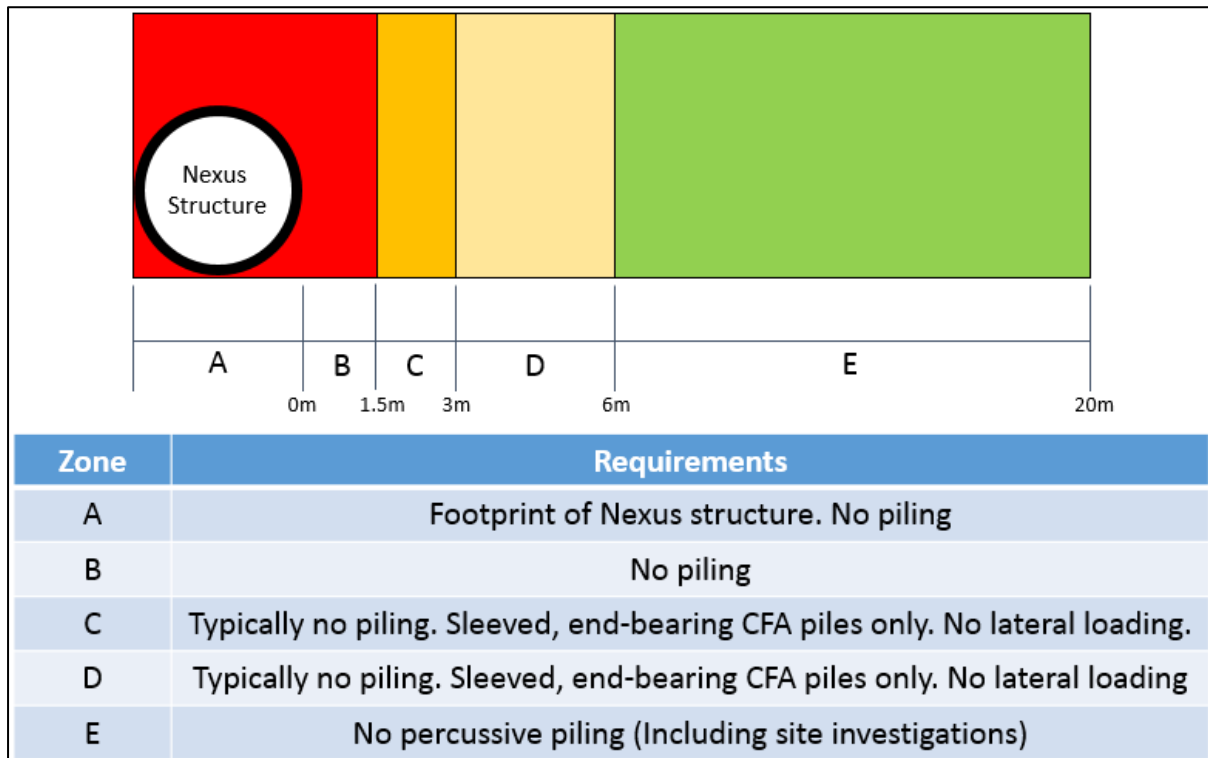 Nexus
Structure
A
B
C
D
E
0m
1.5m
3m
6m
20m
Zone Requirements
A Footprint of Nexus structure. No piling
B No piling
C Typically no piling. Sleeved, end-bearing CFA piles only. No lateral loading.
D Typically no piling. Sleeved, end-bearing CFA piles only. No lateral loading
E No percussive piling (Including site investigations)